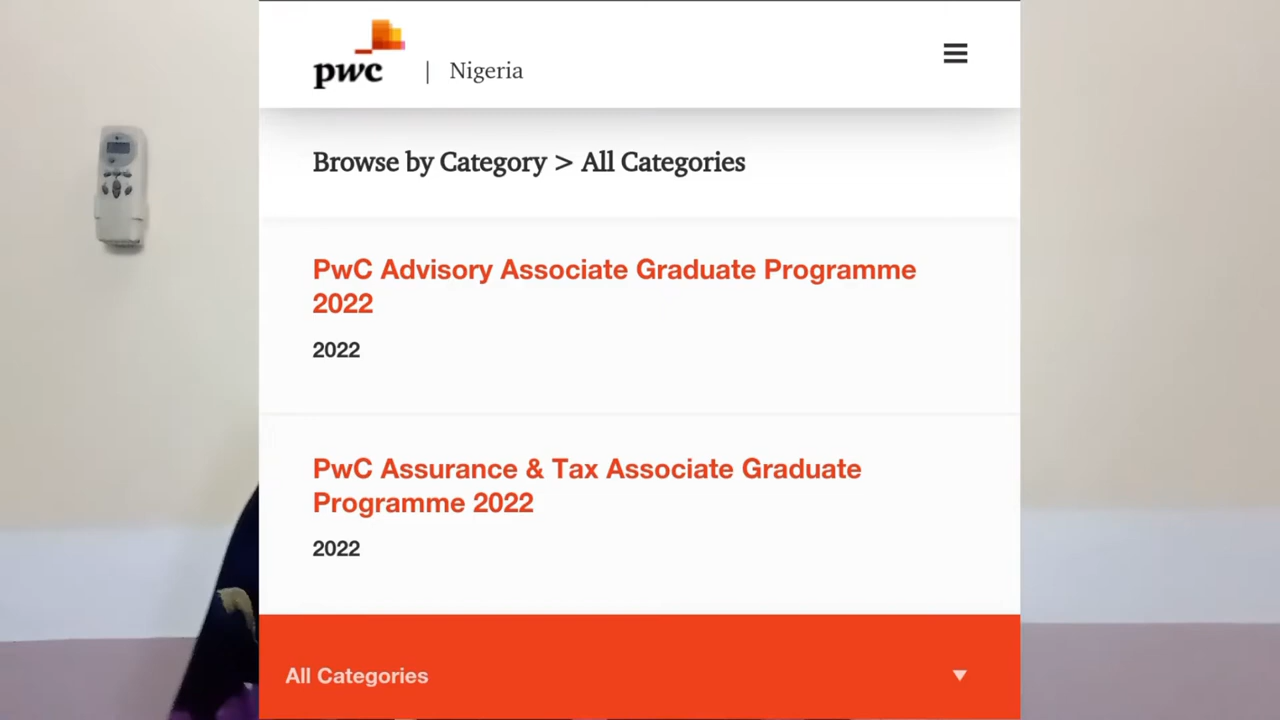 pwc | Nigeria
Browse by Category > All Categories
PwC Advisory Associate Graduate Programme
2022
2022
PwC Assurance & Tax Associate Graduate
Programme 2022
2022
All Categories